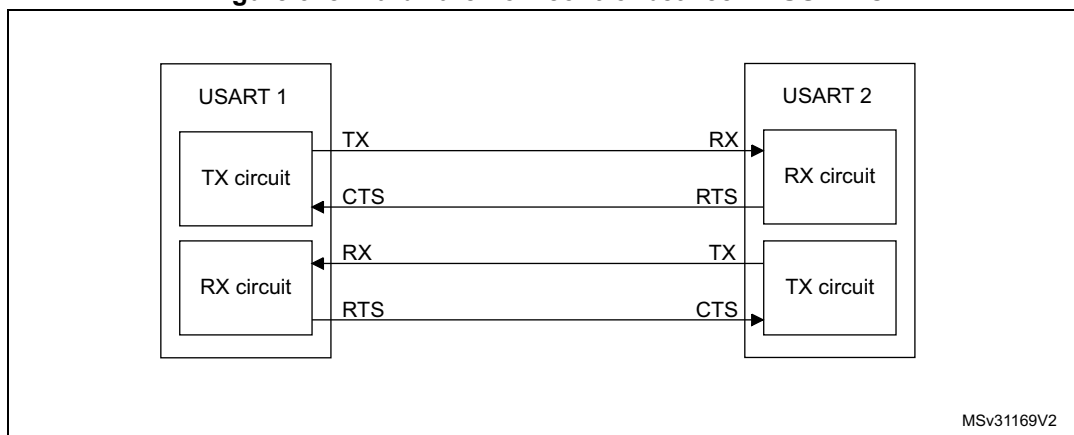 USART 1
USART 2
TX
RX
TX circuit
RX circuit
CTS
RTS
RX
TX
RX circuit
TX circuit
RTS
CTS
MSv31169V2